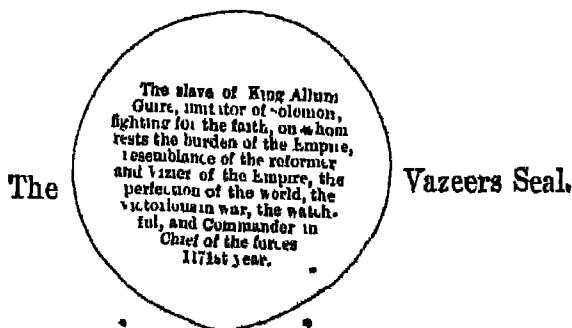 The slave of King Allum
Guire, imitator of Solomon,
fighting for the faith, on whom
rests the burden of the Empire,
resemblance of the reformer
and Vizier of the Empire, the
perfection of the world, the
victorious in war, the watch-
ful, and Commander in
Chief of the forces
1171st year.
The Vazeers Seal.